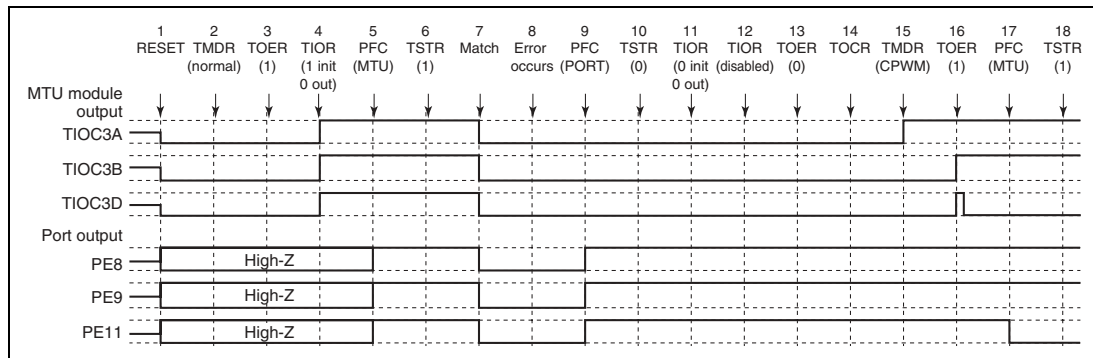 1 2 3 4 5 6 7 8 9 10 11 12 13 14 15 16 17 18
RESET TMDR TOER TIOR PFC TSTR Match Error PFC TSTR TIOR TIOR TOER TOCR TMDR TOER PFC TSTR
(normal) (1) (1 init (MTU) (1) occurs (PORT) (0) (0 init (disabled) (0) (CPWM) (1) (MTU) (1)
0 out) 0 out)
MTU module
output
TIOC3A
TIOC3B
TIOC3D
Port output
PE8 High-Z
PE9 High-Z
PE11 High-Z